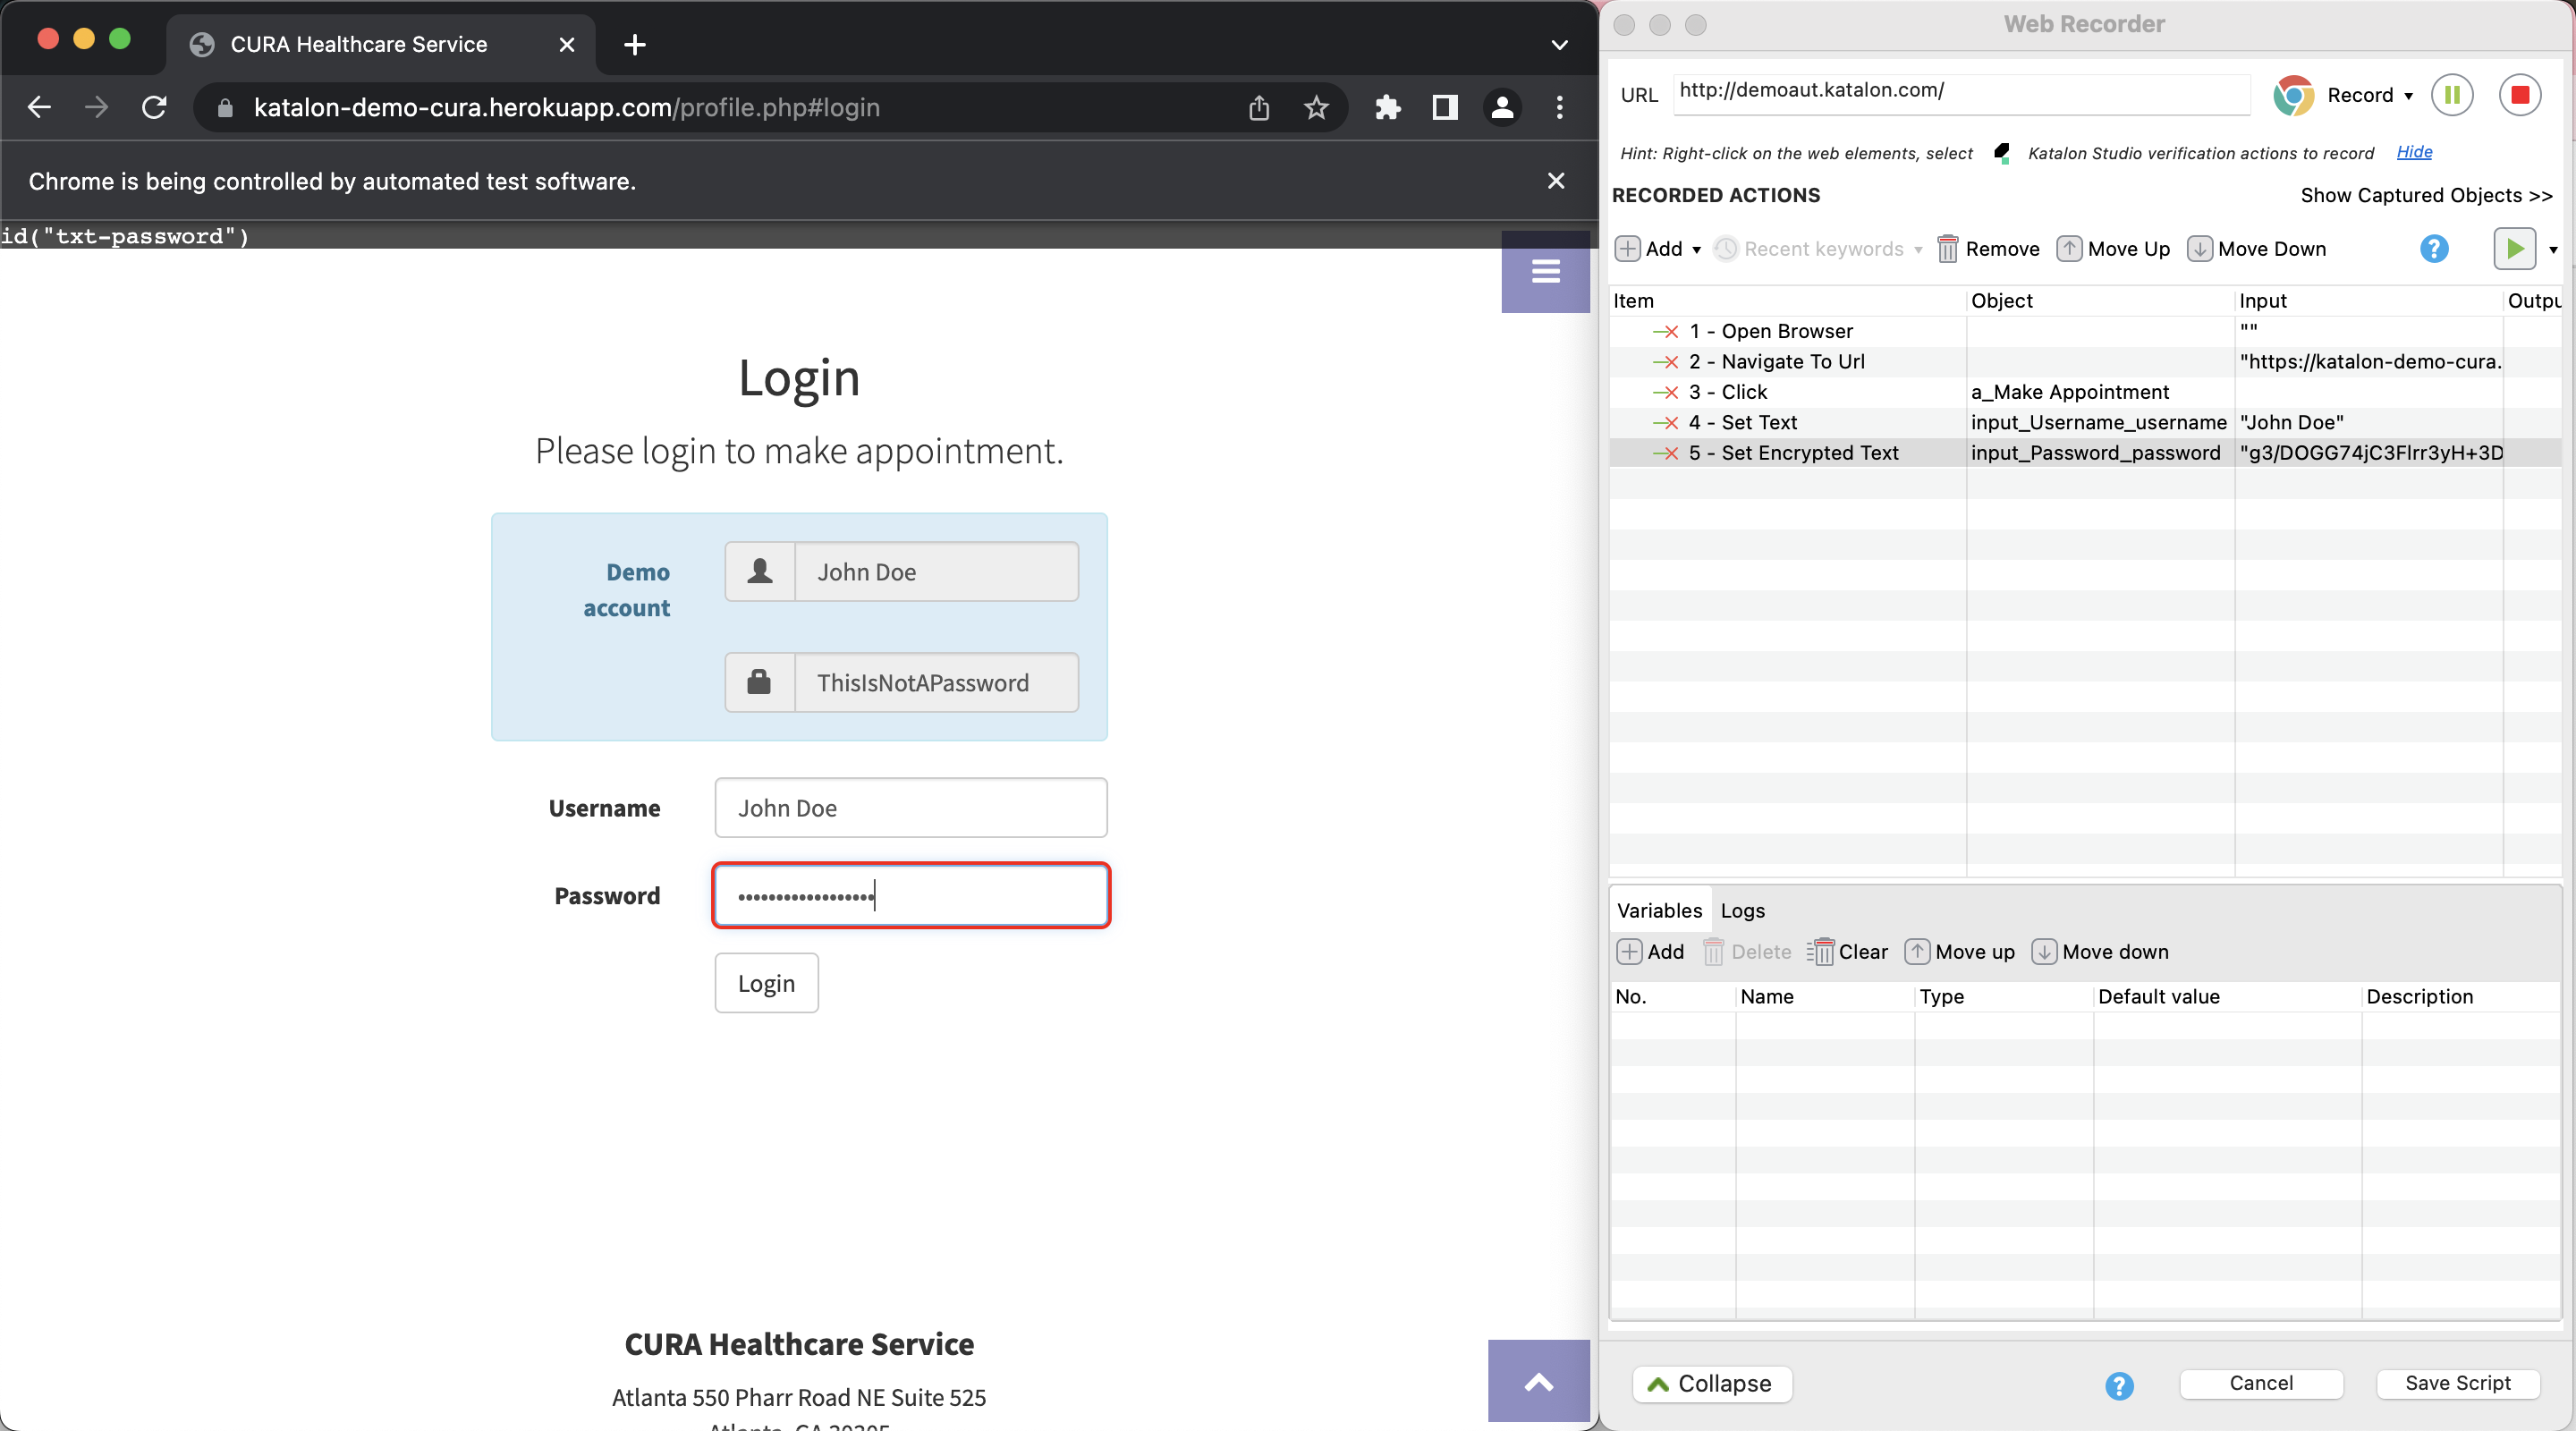 CURA Healthcare Service
katalon-demo-cura.herokuapp.com/profile.php#login
Chrome is being controlled by automated test software.
id("txt-password")
Login
Please login to make appointment.
Demo account
John Doe
ThisIsNotAPassword
Username
John Doe
Password
••••••••••••••••••
Login
CURA Healthcare Service
Atlanta 550 Pharr Road NE Suite 525
Web Recorder
URL http://demoaut.katalon.com/ Record
Hint: Right-click on the web elements, select Katalon Studio verification actions to record Hide
RECORDED ACTIONS Show Captured Objects >>
Add Recent keywords Remove Move Up Move Down ?
Item Object Input Outpu
1 - Open Browser ""
2 - Navigate To Url "https://katalon-demo-cura.
3 - Click a_Make Appointment
4 - Set Text input_Username_username "John Doe"
5 - Set Encrypted Text input_Password_password
Variables Logs
Add Delete Clear Move up Move down
No. Name Type Default value Description
Collapse ? Cancel Save Script